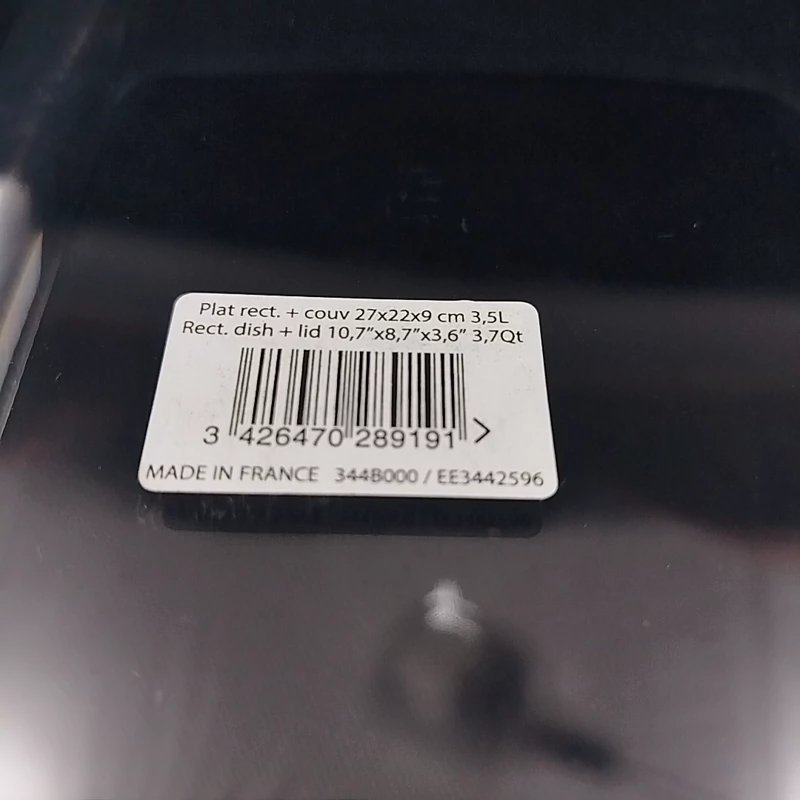 Plat rect. + couv 27x22x9 cm 3,5L
Rect. dish + lid 10,7”x8,7”x3,6” 3,7Qt
3 426470 289191 >
MADE IN FRANCE 344B000 / EE3442596